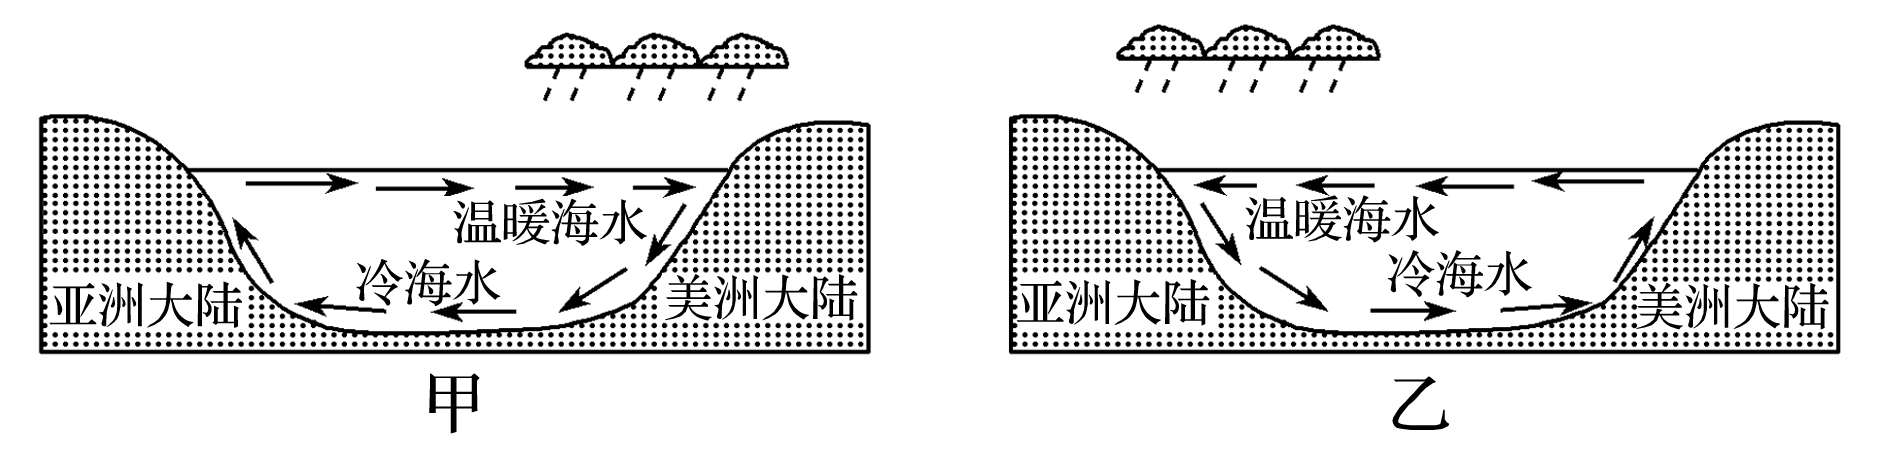 温暖海水
冷海水
亚洲大陆
美洲大陆
甲
温暖海水
冷海水
亚洲大陆
美洲大陆
乙